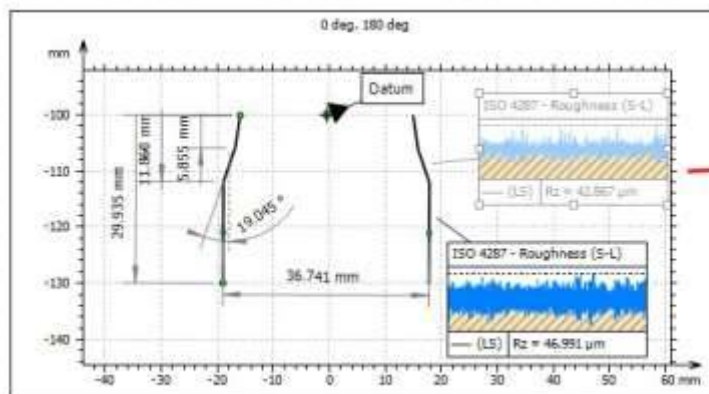 0 deg. 180 deg
mm
Datum
ISO 4287 - Roughness (S-L)
(LS) Rz = 42.867 µm
-100
-110
-120
-130
-140
29.935 mm
11.860 mm
5.855 mm
19.045 °
36.741 mm
ISO 4287 - Roughness (S-L)
(LS) Rz = 46.991 µm
-40 -30 -20 -10 0 10 20 30 40 50 60 mm